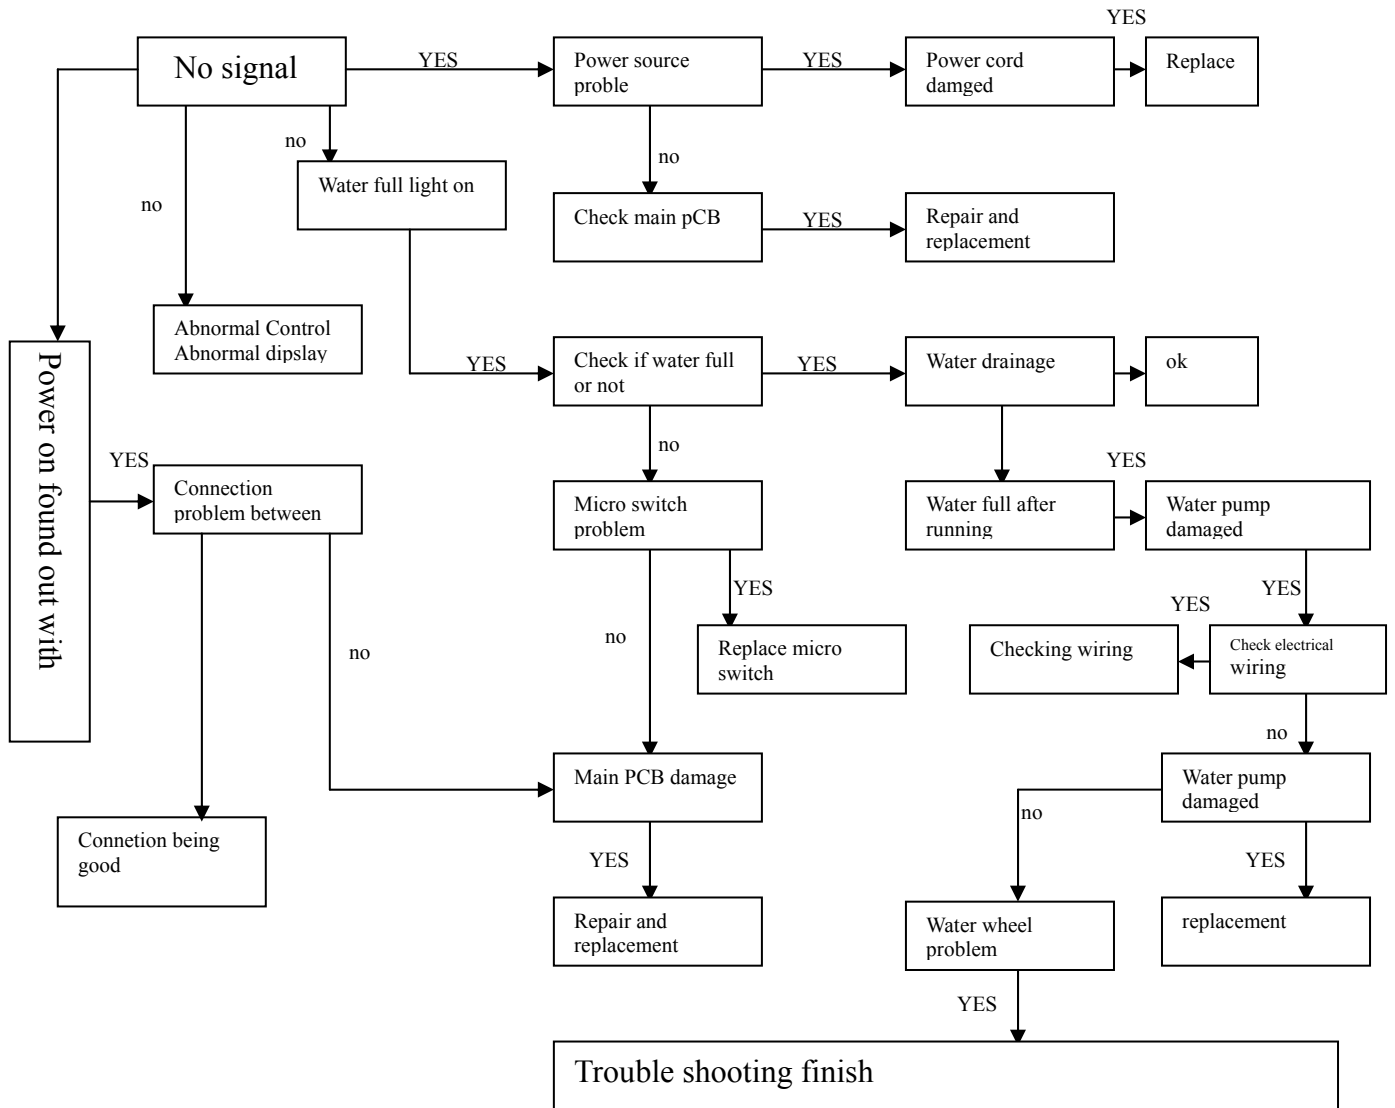 YES
No signal
YES
Power source
proble
YES
Power cord
damged
Replace
no
no
no
Water full light on
Check main pCB
YES
Repair and
replacement
Abnormal Control
Abnormal dipslay
Power on found out with
YES
Check if water full
or not
YES
Water drainage
ok
no
YES
Connection
problem between
YES
Micro switch
problem
Water full after
running
Water pump
damaged
YES
YES
YES
no
no
Replace micro
switch
Checking wiring
Check electrical
wiring
no
Main PCB damage
Water pump
damaged
no
Connetion being
good
YES
YES
Repair and
replacement
Water wheel
problem
replacement
YES
Trouble shooting finish